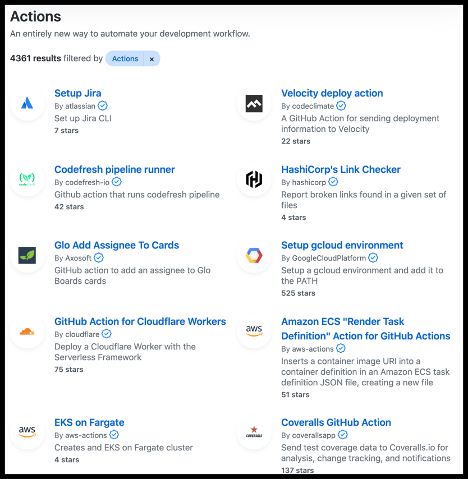 Actions
An entirely new way to automate your development workflow.
4361 results filtered by Actions x
Setup Jira
By atlassian
Set up Jira CLI
7 stars
Velocity deploy action
By codeclimate
A GitHub Action for sending deployment
information to Velocity
22 stars
Codefresh pipeline runner
By codefresh-io
Github action that runs codefresh pipeline
42 stars
HashiCorp's Link Checker
By hashicorp
Report broken links found in a given set of
files
4 stars
Glo Add Assignee To Cards
By Axosoft
GitHub action to add an assignee to Glo
Boards cards
Setup gcloud environment
By GoogleCloudPlatform
Setup a gcloud environment and add it to
the PATH
525 stars
GitHub Action for Cloudflare Workers
By cloudflare
Deploy a Cloudflare Worker with the
Serverless Framework
75 stars
aws
Amazon ECS "Render Task
Definition" Action for GitHub Actions
By aws-actions
Inserts a container image URI into a
container definition in an Amazon ECS task
definition JSON file, creating a new file
51 stars
aws
EKS on Fargate
By aws-actions
Creates and EKS on Fargate cluster
4 stars
COVERALLS
Coveralls GitHub Action
By coverallsapp
Send test coverage data to Coveralls.io for
analysis, change tracking, and notifications
137 stars